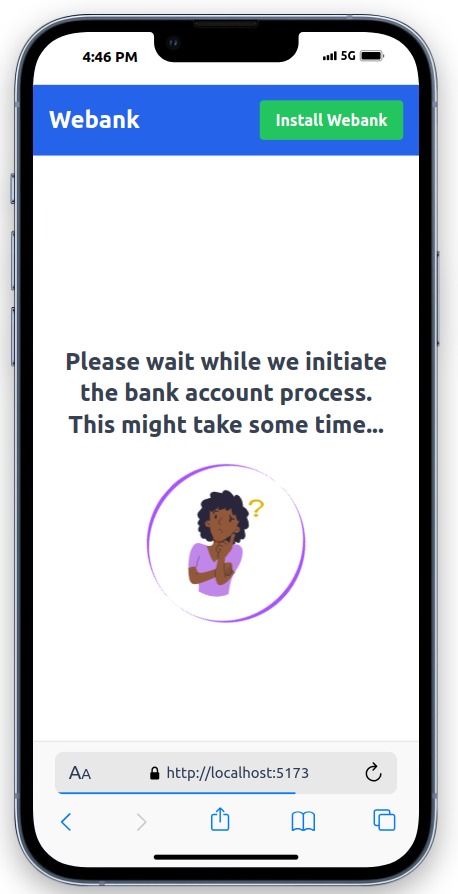 4:46 PM
5G
Webank
Install Webank
Please wait while we initiate
the bank account process.
This might take some time...
?
AA
http://localhost:5173